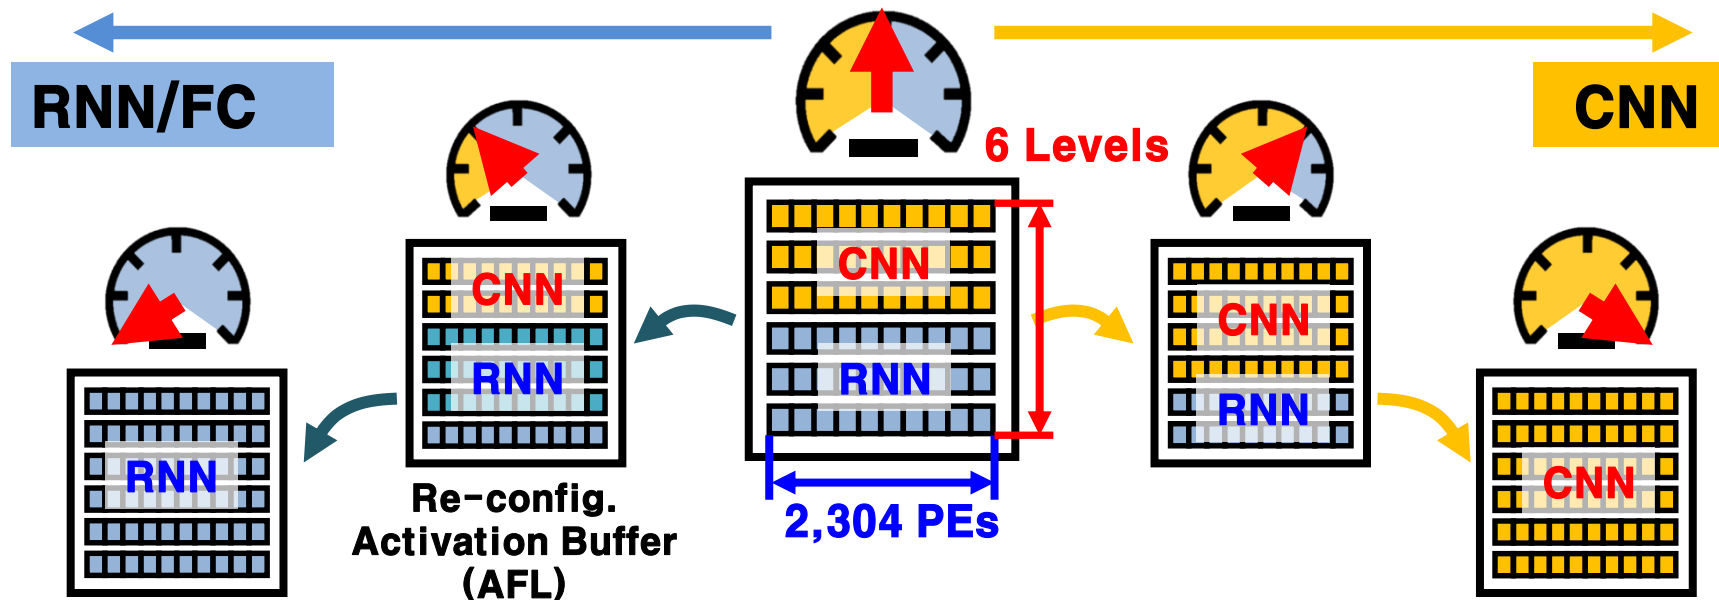 RNN/FC
CNN
6 Levels
CNN
RNN
CNN
RNN
CNN
RNN
RNN
CNN
2,304 PEs
Re-config.
Activation Buffer
(AFL)